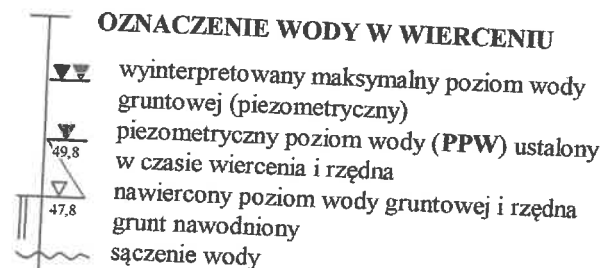 OZNACZENIE WODY W WIERCENIU
wyinterpretowany maksymalny poziom wody
gruntowej (piezometryczny)
piezometryczny poziom wody (PPW) ustalony
49,8
w czasie wiercenia i rzędna
nawiercony poziom wody gruntowej i rzędna
47,8
grunt nawodniony
sączenie wody